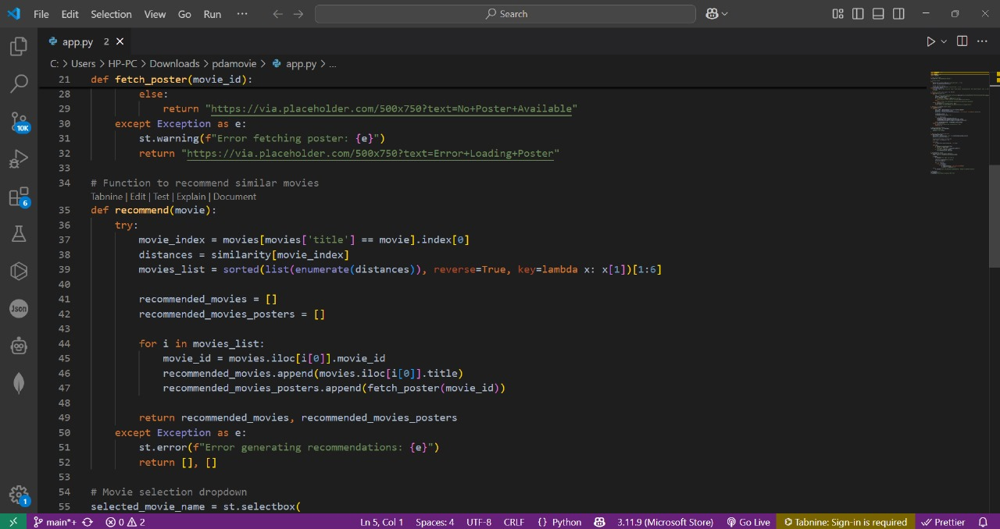 File Edit Selection View Go Run ··· Search
app.py 2
C: > Users > HP-PC > Downloads > pdamovie > app.py > ...
21 def fetch_poster(movie_id):
28 else:
29 return "https://via.placeholder.com/500x750?text=No+Poster+Available"
30 except Exception as e:
31 st.warning(f"Error fetching poster: {e}")
32 return "https://via.placeholder.com/500x750?text=Error+Loading+Poster"
33
34 # Function to recommend similar movies
Tabnine | Edit | Test | Explain | Document
35 def recommend(movie):
36 try:
37 movie_index = movies[movies['title'] == movie].index[0]
38 distances = similarity[movie_index]
39 movies_list = sorted(list(enumerate(distances)), reverse=True, key=lambda x: x[1])[1:6]
40
41 recommended_movies = []
42 recommended_movies_posters = []
43
44 for i in movies_list:
45 movie_id = movies.iloc[i[0]].movie_id
46 recommended_movies.append(movies.iloc[i[0]].title)
47 recommended_movies_posters.append(fetch_poster(movie_id))
48
49 return recommended_movies, recommended_movies_posters
50 except Exception as e:
51 st.error(f"Error generating recommendations: {e}")
52 return [], []
53
54 # Movie selection dropdown
55 selected_movie_name = st.selectbox(
10K
6
Json
1
main*+ 0 2 Ln 5, Col 1 Spaces: 4 UTF-8 CRLF {} Python 3.11.9 (Microsoft Store) Go Live Tabnine: Sign-in is required Prettier